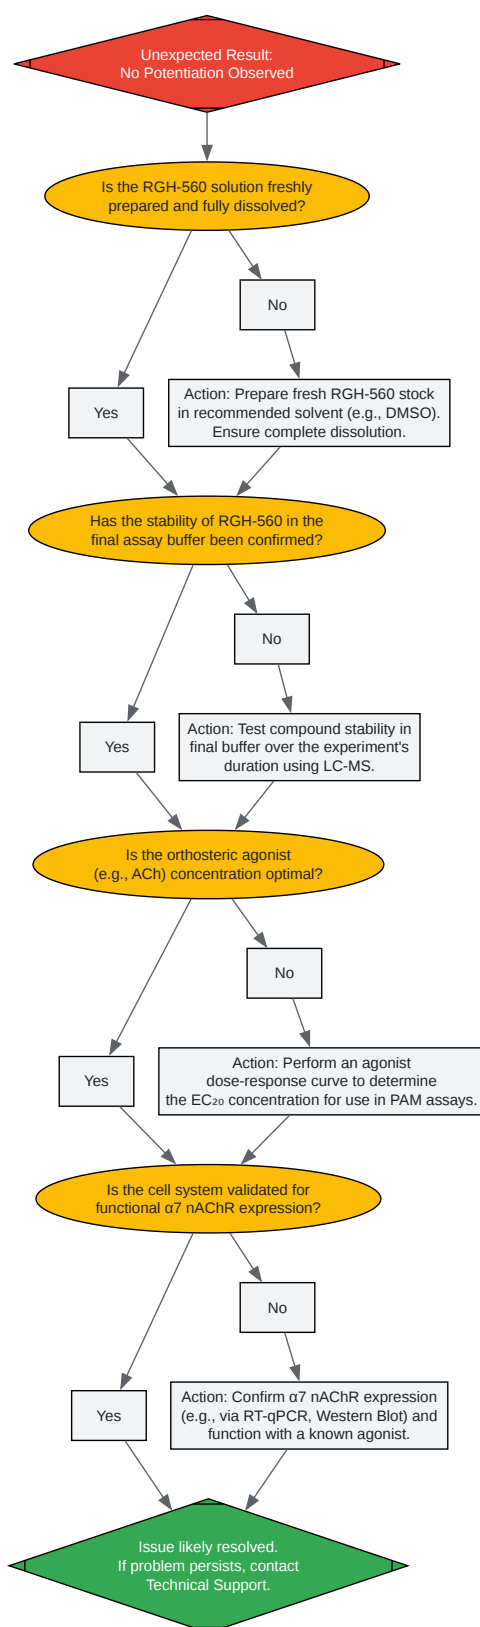 Unexpected Result:
No Potentiation Observed
Is the RGH-560 solution freshly
prepared and fully dissolved?
No
Yes
Action: Prepare fresh RGH-560 stock
in recommended solvent (e.g., DMSO).
Ensure complete dissolution.
Has the stability of RGH-560 in the
final assay buffer been confirmed?
No
Yes
Action: Test compound stability in
final buffer over the experiment's
duration using LC-MS.
Is the orthosteric agonist
(e.g., ACh) concentration optimal?
No
Yes
Action: Perform an agonist
dose-response curve to determine
the EC₂₀ concentration for use in PAM assays.
Is the cell system validated for
functional α7 nAChR expression?
No
Yes
Action: Confirm α7 nAChR expression
(e.g., via RT-qPCR, Western Blot) and
function with a known agonist.
Issue likely resolved.
If problem persists, contact
Technical Support.